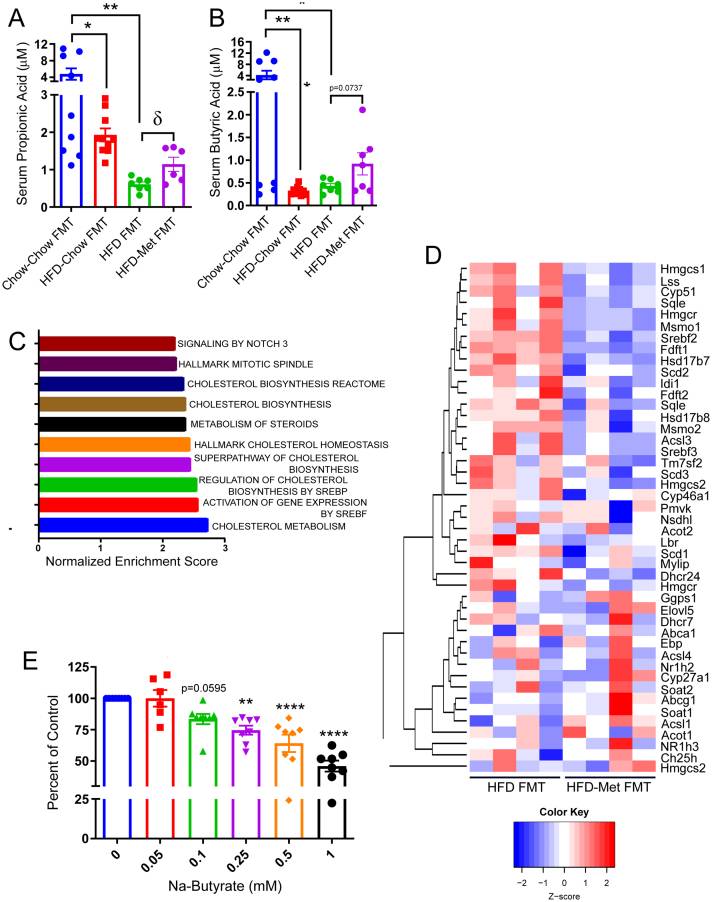 A
Serum Propionic Acid (µM)
12
8
4
3
2
1
0
**
*
δ
Chow-Chow FMT
HFD-Chow FMT
HFD FMT
HFD-Met FMT
B
Serum Butyric Acid (µM)
16
12
8
4
2.5
2.0
1.5
1.0
0.5
0.0
*
**
*
p=0.0737
Chow-Chow FMT
HFD-Chow FMT
HFD FMT
HFD-Met FMT
C
SIGNALING BY NOTCH 3
HALLMARK MITOTIC SPINDLE
CHOLESTEROL BIOSYNTHESIS REACTOME
CHOLESTEROL BIOSYNTHESIS
METABOLISM OF STEROIDS
HALLMARK CHOLESTEROL HOMEOSTASIS
SUPERPATHWAY OF CHOLESTEROL
BIOSYNTHESIS
REGULATION OF CHOLESTEROL
BIOSYNTHESIS BY SREBP
ACTIVATION OF GENE EXPRESSION
BY SREBF
CHOLESTEROL METABOLISM
0 1 2 3
Normalized Enrichment Score
D
Hmgcs1
Lss
Cyp51
Sqle
Hmgcr
Msmo1
Srebf2
Fdft1
Hsd17b7
Scd2
Idi1
Fdft2
Sqle
Hsd17b8
Msmo2
Acsl3
Srebf3
Tm7sf2
Scd3
Hmgcs2
Cyp46a1
Pmvk
Nsdhl
Acot2
Lbr
Scd1
Mylip
Dhcr24
Hmgcr
Ggps1
Elovl5
Dhcr7
Abca1
Ebp
Acsl4
Nr1h2
Cyp27a1
Soat2
Abcg1
Soat1
Acsl1
Acot1
NR1h3
Ch25h
Hmgcs2
HFD FMT HFD-Met FMT
Color Key
−2 −1 0 1 2
Z−score
E
Percent of Control
125
100
75
50
25
0
p=0.0595
**
****
****
0 0.05 0.1 0.25 0.5 1
Na-Butyrate (mM)